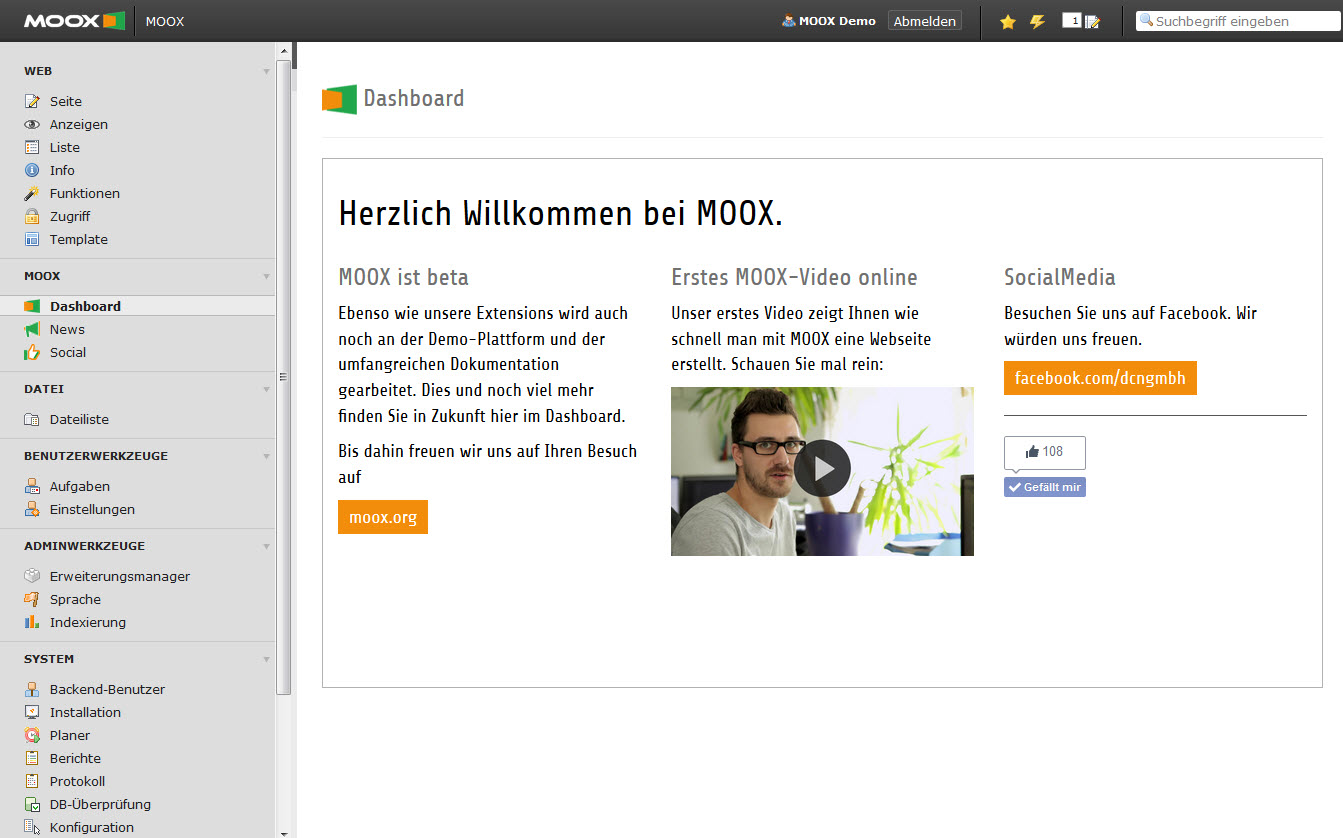 MOOX MOOX MOOX Demo Abmelden 1 Suchbegriff eingeben
WEB
Seite
Anzeigen
Liste
Info
Funktionen
Zugriff
Template
MOOX
Dashboard
News
Social
DATEI
Dateiliste
BENUTZERWERKZEUGE
Aufgaben
Einstellungen
ADMINWERKZEUGE
Erweiterungsmanager
Sprache
Indexierung
SYSTEM
Backend-Benutzer
Installation
Planer
Berichte
Protokoll
DB-Überprüfung
Konfiguration
Dashboard
Herzlich Willkommen bei MOOX.
MOOX ist beta
Ebenso wie unsere Extensions wird auch
noch an der Demo-Plattform und der
umfangreichen Dokumentation
gearbeitet. Dies und noch viel mehr
finden Sie in Zukunft hier im Dashboard.
Bis dahin freuen wir uns auf Ihren Besuch
auf
moox.org
Erstes MOOX-Video online
Unser erstes Video zeigt Ihnen wie
schnell man mit MOOX eine Webseite
erstellt. Schauen Sie mal rein:
SocialMedia
Besuchen Sie uns auf Facebook. Wir
würden uns freuen.
facebook.com/dcngmbh
108
Gefällt mir